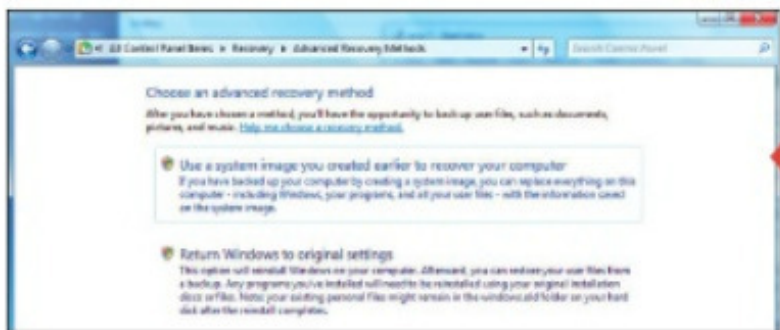 All Control Panel Items ▸ Recovery ▸ Advanced Recovery Methods
Search Control Panel
Choose an advanced recovery method
After you have chosen a method, you'll have the opportunity to back up user files, such as documents,
pictures, and music. Help me choose a recovery method.
Use a system image you created earlier to recover your computer
If you have backed up your computer by creating a system image, you can replace everything on this
computer - including Windows, your programs, and all your user files - with the information saved
on the system image.
Return Windows to original settings
This option will reinstall Windows on your computer. Afterward, you can restore your user files from
a backup. Any programs you've installed will need to be reinstalled using your original installation
discs or files. Note: your existing personal files might remain in the windows.old folder on your hard
disk after the reinstall completes.